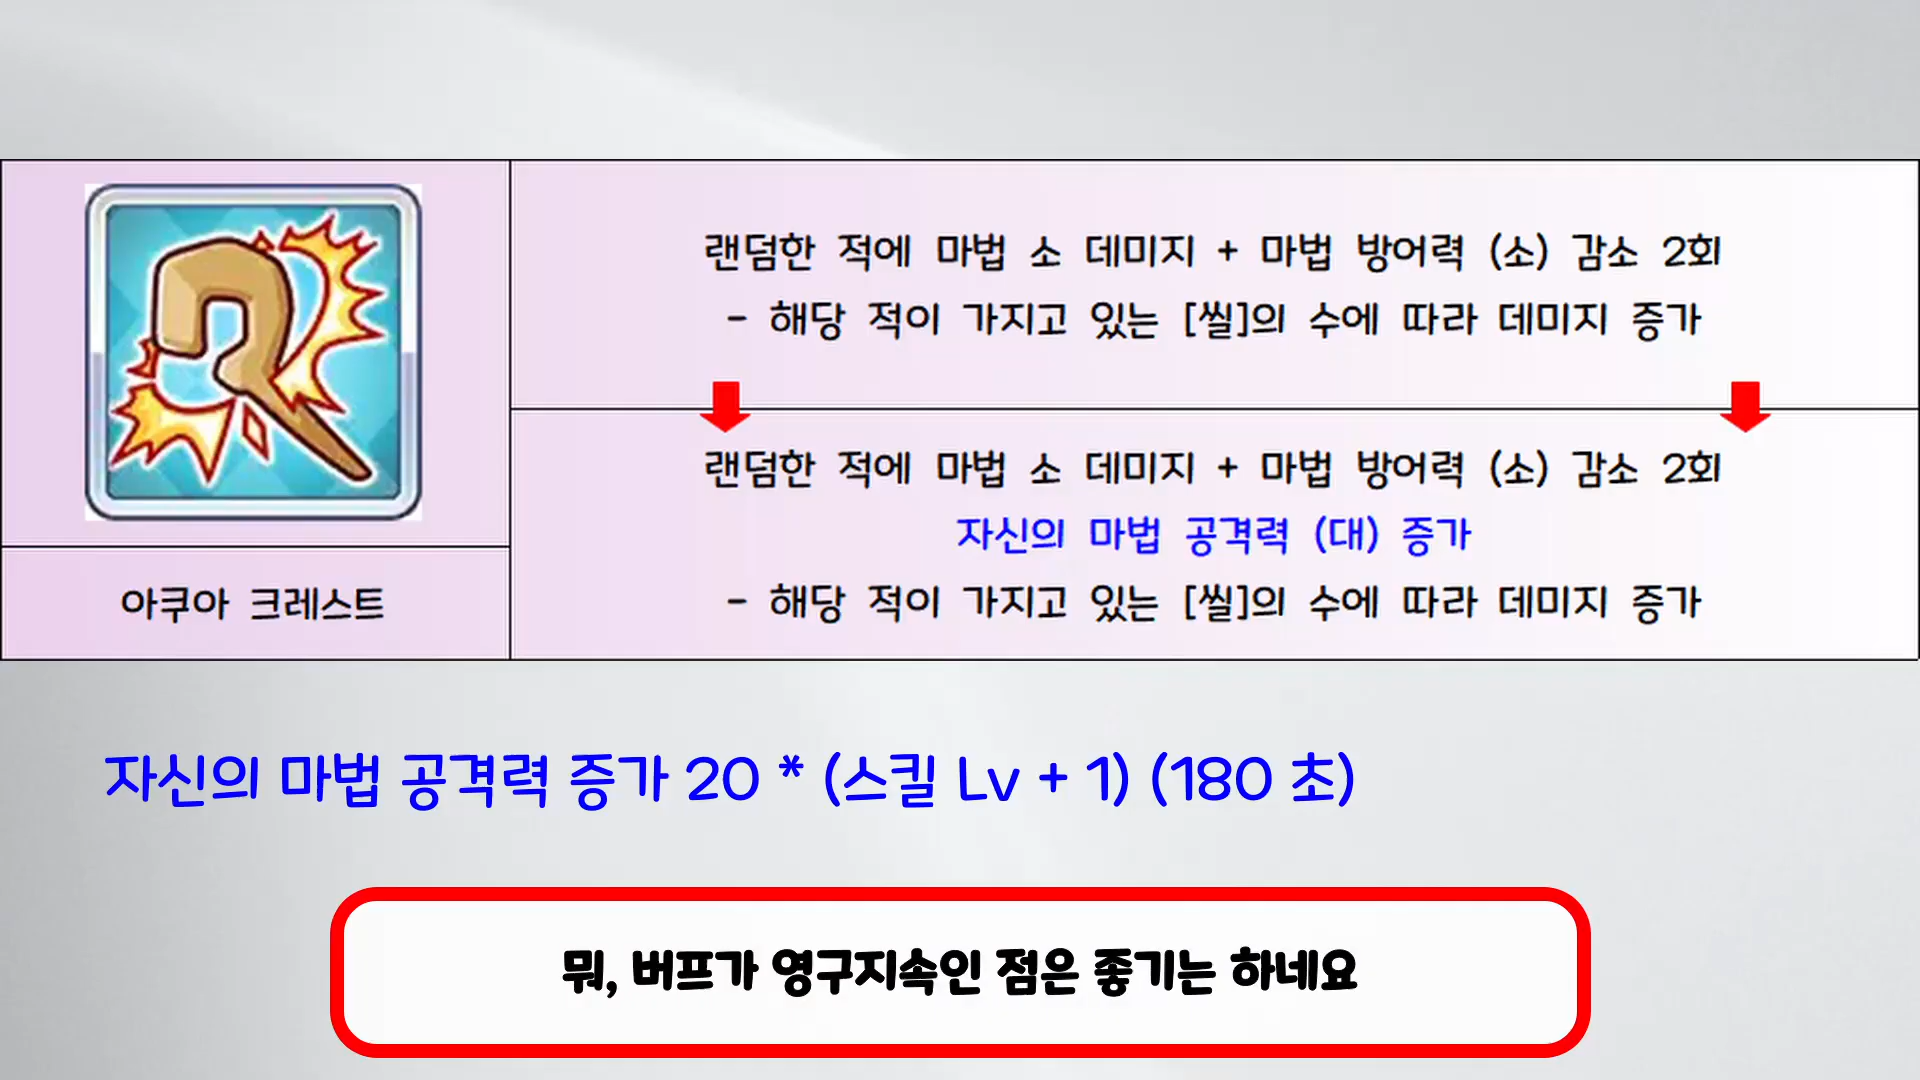 랜덤한 적에 마법 소 데미지 + 마법 방어력 (소) 감소 2회
- 해당 적이 가지고 있는 [씰]의 수에 따라 데미지 증가
랜덤한 적에 마법 소 데미지 + 마법 방어력 (소) 감소 2회
자신의 마법 공격력 (대) 증가
- 해당 적이 가지고 있는 [씰]의 수에 따라 데미지 증가
아쿠아 크레스트
자신의 마법 공격력 증가 20 * (스킬 Lv + 1) (180 초)
뭐, 버프가 영구지속인 점은 좋기는 하네요